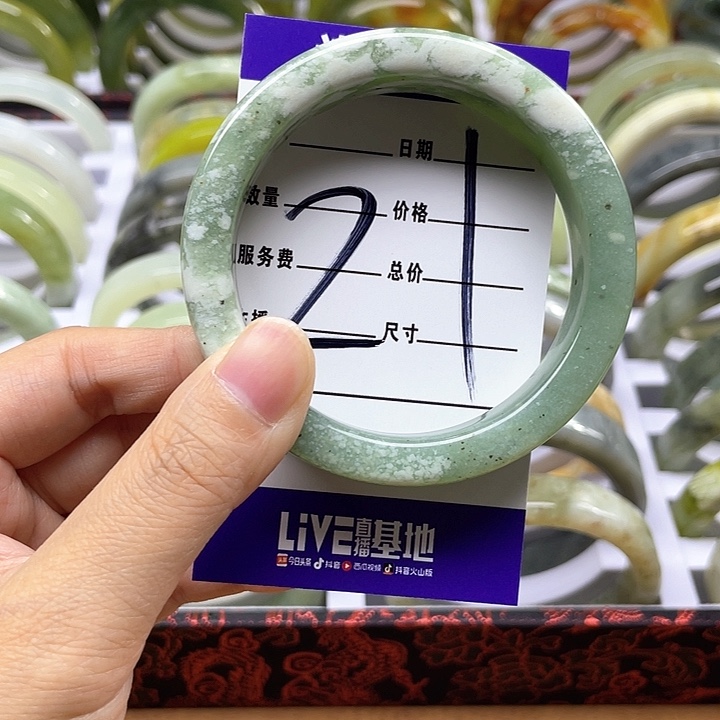 日期
数量 价格
服务费 总价
播 尺寸
21
LiVE直播基地
今日头条 抖音 西瓜视频 抖音火山版